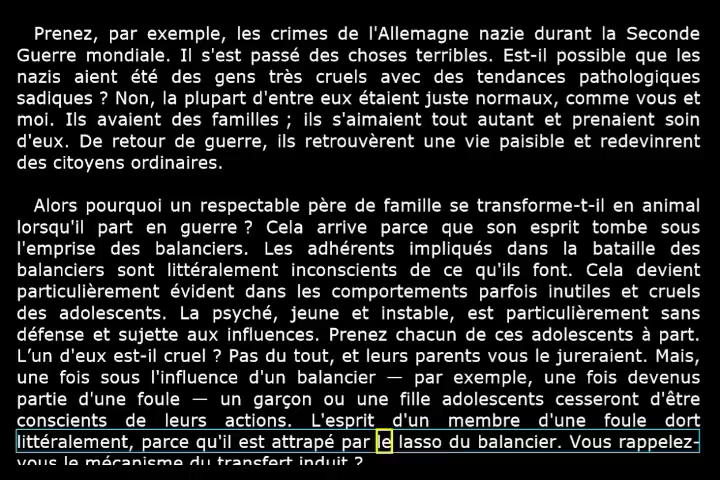 Prenez, par exemple, les crimes de l'Allemagne nazie durant la Seconde
Guerre mondiale. Il s'est passé des choses terribles. Est-il possible que les
nazis aient été des gens très cruels avec des tendances pathologiques
sadiques ? Non, la plupart d'entre eux étaient juste normaux, comme vous et
moi. Ils avaient des familles ; ils s'aimaient tout autant et prenaient soin
d'eux. De retour de guerre, ils retrouvèrent une vie paisible et redevinrent
des citoyens ordinaires.
Alors pourquoi un respectable père de famille se transforme-t-il en animal
lorsqu'il part en guerre ? Cela arrive parce que son esprit tombe sous
l'emprise des balanciers. Les adhérents impliqués dans la bataille des
balanciers sont littéralement inconscients de ce qu'ils font. Cela devient
particulièrement évident dans les comportements parfois inutiles et cruels
des adolescents. La psyché, jeune et instable, est particulièrement sans
défense et sujette aux influences. Prenez chacun de ces adolescents à part.
L’un d'eux est-il cruel ? Pas du tout, et leurs parents vous le jureraient. Mais,
une fois sous l'influence d'un balancier — par exemple, une fois devenus
partie d'une foule — un garçon ou une fille adolescents cesseront d'être
conscients de leurs actions. L'esprit d'un membre d'une foule dort
littéralement, parce qu'il est attrapé par le lasso du balancier. Vous rappelez-
vous le mécanisme du transfert induit ?